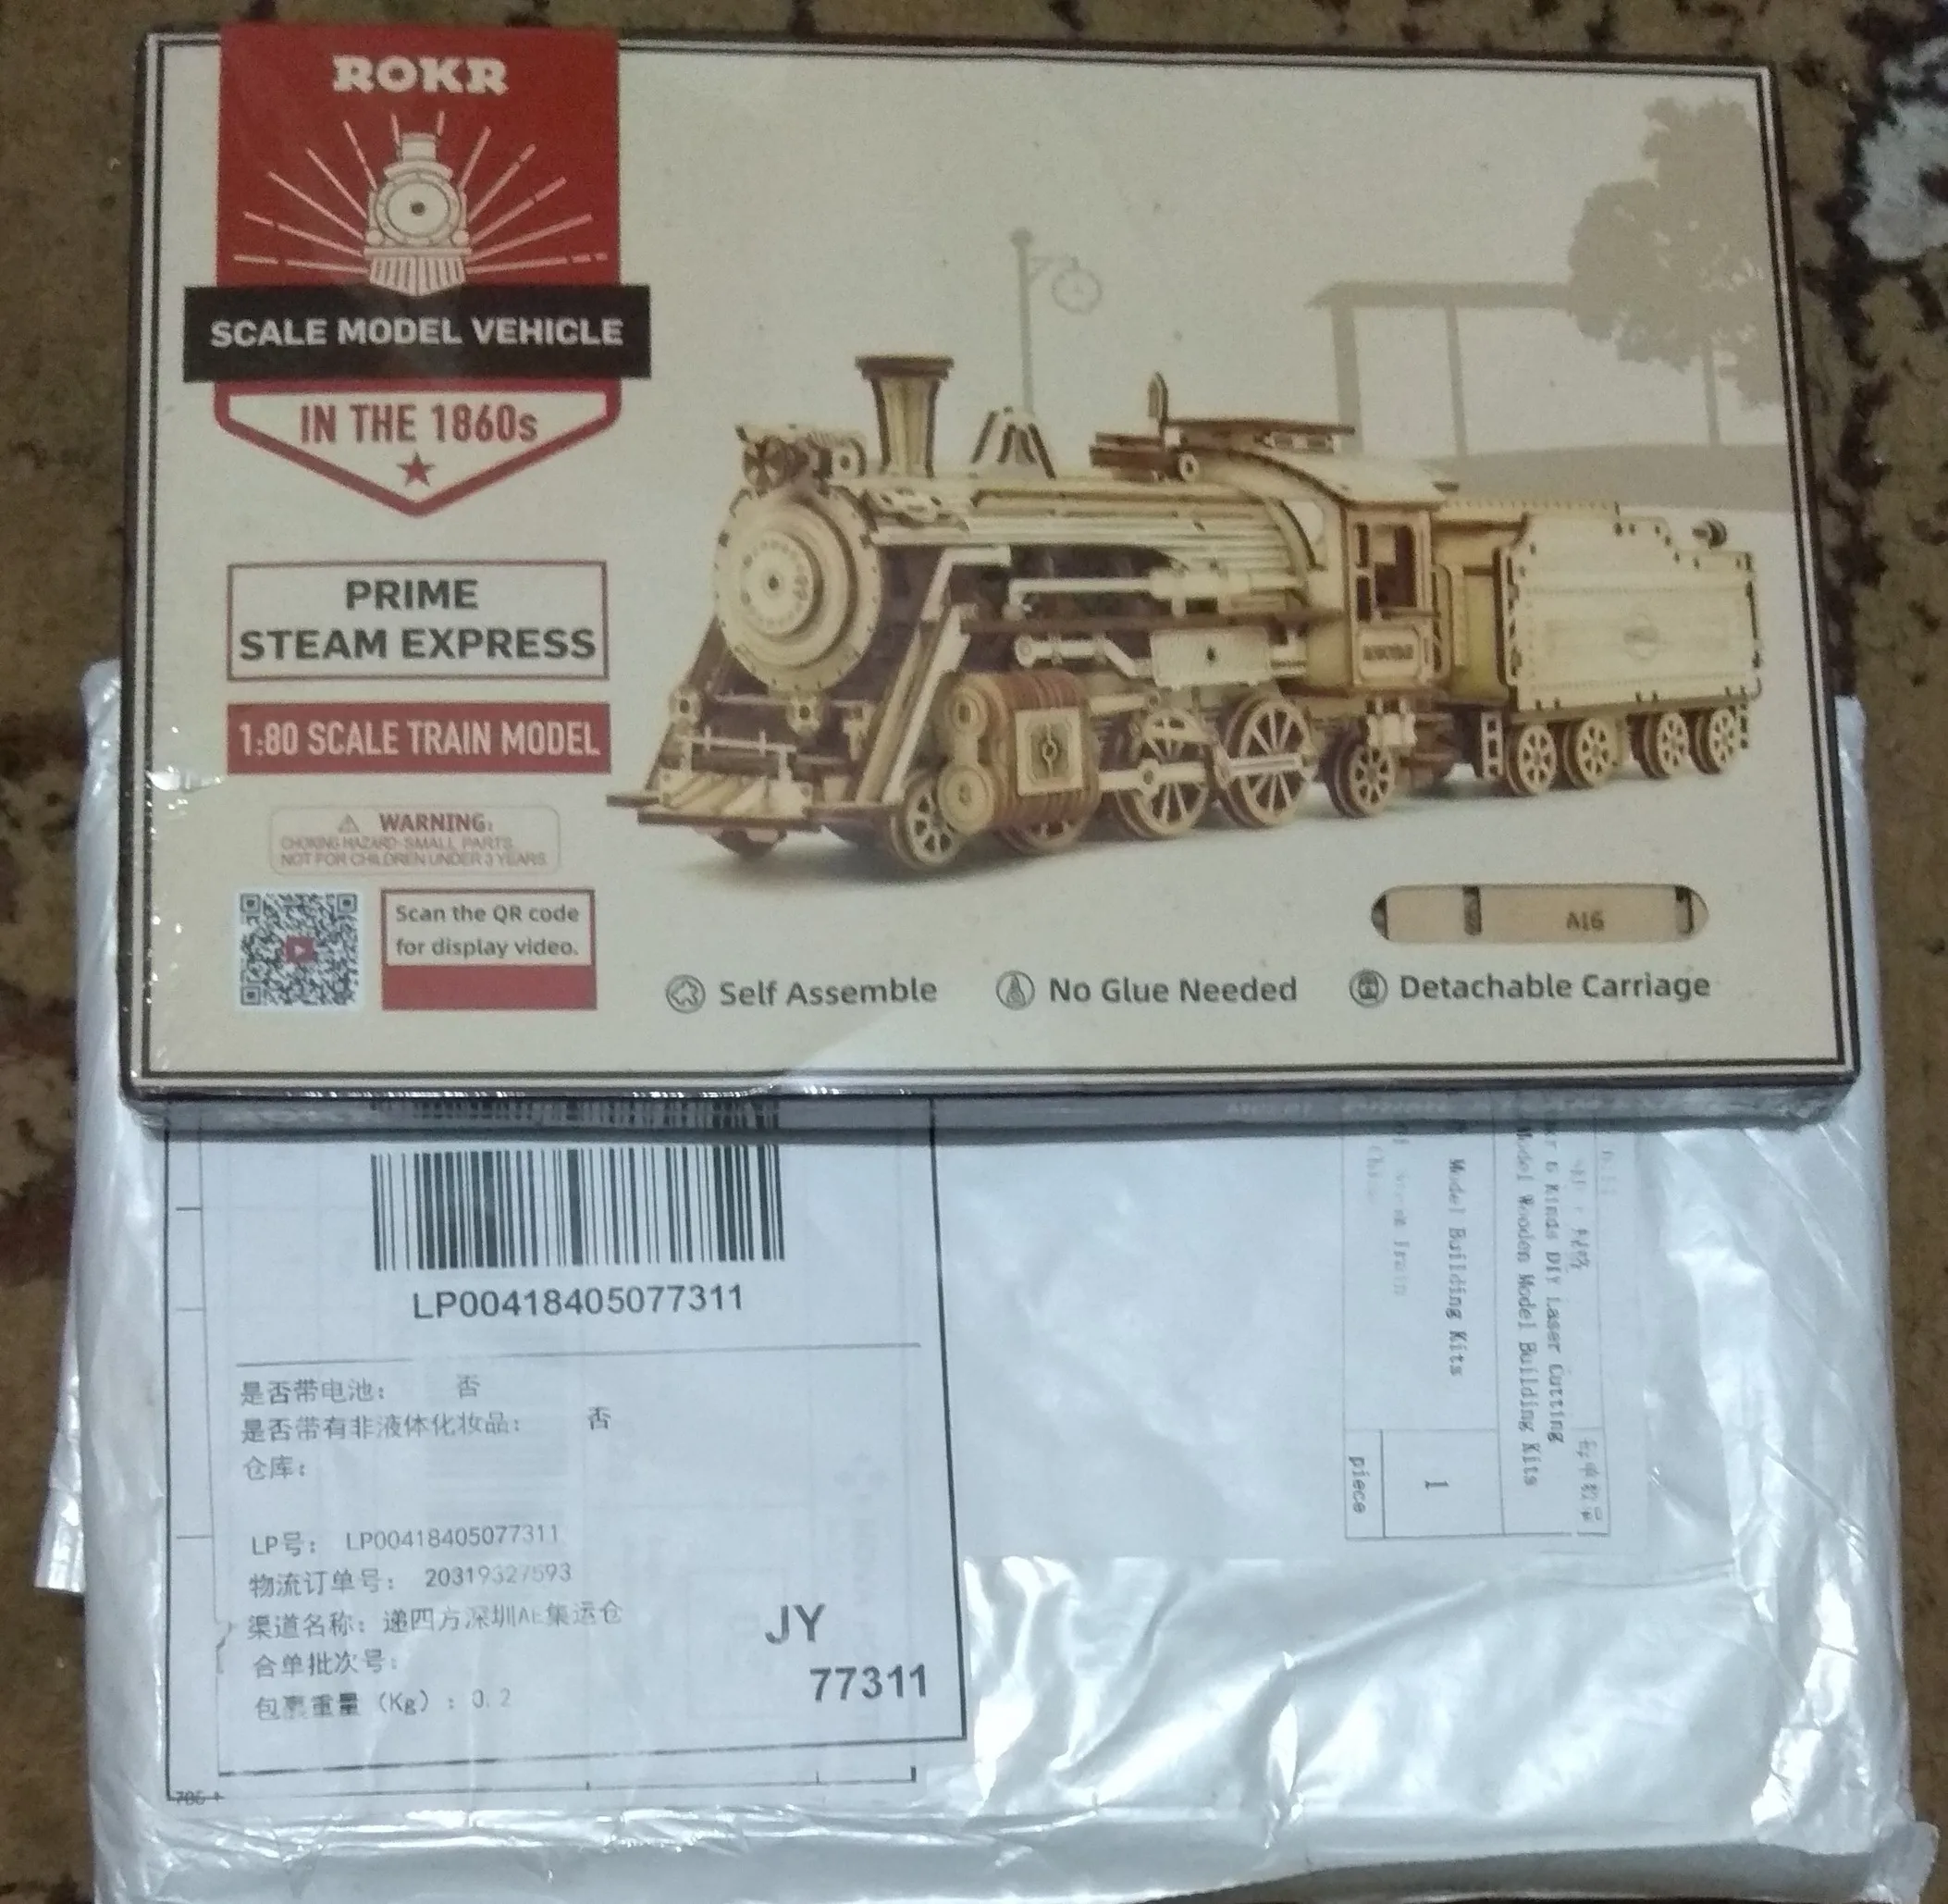 ROKR
SCALE MODEL VEHICLE
IN THE 1860s
PRIME
STEAM EXPRESS
1:80 SCALE TRAIN MODEL
WARNING:
CHOKING HAZARD-SMALL PARTS
NOT FOR CHILDREN UNDER 3 YEARS
Scan the QR code
for display video.
A16
Self Assemble
No Glue Needed
Detachable Carriage
LP00418405077311
是否带电池: 否
是否带有非液体化妆品: 否
仓库:
LP号: LP00418405077311
物流订单号: 20319327593
渠道名称: 递四方深圳AE集运仓
合单批次号:
包裹重量(Kg): 0.2
JY
77311
Kinds DIY Laser Cutting
Model Wooden Model Building Kits
Model Building Kits
Train
1
piece